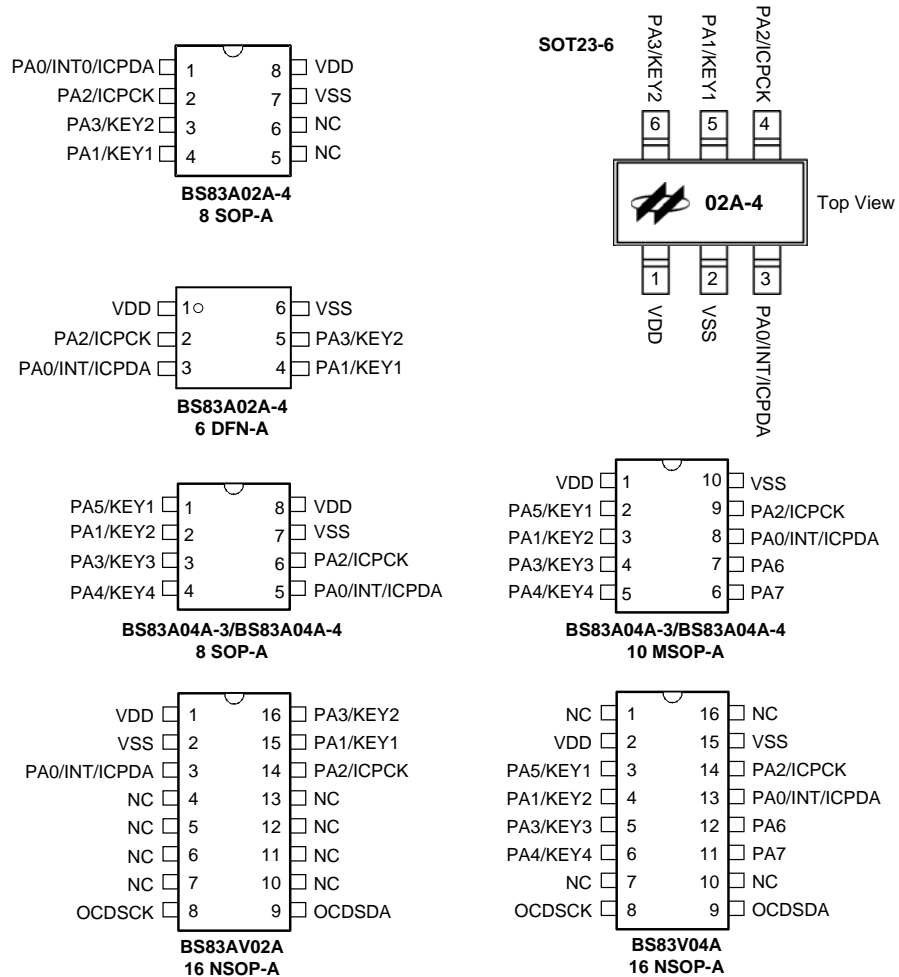 PA0/INT0/ICPDA 1 8 VDD
PA2/ICPCK 2 7 VSS
PA3/KEY2 3 6 NC
PA1/KEY1 4 5 NC
BS83A02A-4
8 SOP-A
SOT23-6
PA3/KEY2
PA1/KEY1
PA2/ICPCK
6 5 4
02A-4
Top View
1 2 3
VDD
VSS
PA0/INT/ICPDA
VDD 1 6 VSS
PA2/ICPCK 2 5 PA3/KEY2
PA0/INT/ICPDA 3 4 PA1/KEY1
BS83A02A-4
6 DFN-A
PA5/KEY1 1 8 VDD
PA1/KEY2 2 7 VSS
PA3/KEY3 3 6 PA2/ICPCK
PA4/KEY4 4 5 PA0/INT/ICPDA
BS83A04A-3/BS83A04A-4
8 SOP-A
VDD 1 10 VSS
PA5/KEY1 2 9 PA2/ICPCK
PA1/KEY2 3 8 PA0/INT/ICPDA
PA3/KEY3 4 7 PA6
PA4/KEY4 5 6 PA7
BS83A04A-3/BS83A04A-4
10 MSOP-A
VDD 1 16 PA3/KEY2
VSS 2 15 PA1/KEY1
PA0/INT/ICPDA 3 14 PA2/ICPCK
NC 4 13 NC
NC 5 12 NC
NC 6 11 NC
NC 7 10 NC
OCDSCK 8 9 OCDSDA
BS83AV02A
16 NSOP-A
NC 1 16 NC
VDD 2 15 VSS
PA5/KEY1 3 14 PA2/ICPCK
PA1/KEY2 4 13 PA0/INT/ICPDA
PA3/KEY3 5 12 PA6
PA4/KEY4 6 11 PA7
NC 7 10 NC
OCDSCK 8 9 OCDSDA
BS83V04A
16 NSOP-A